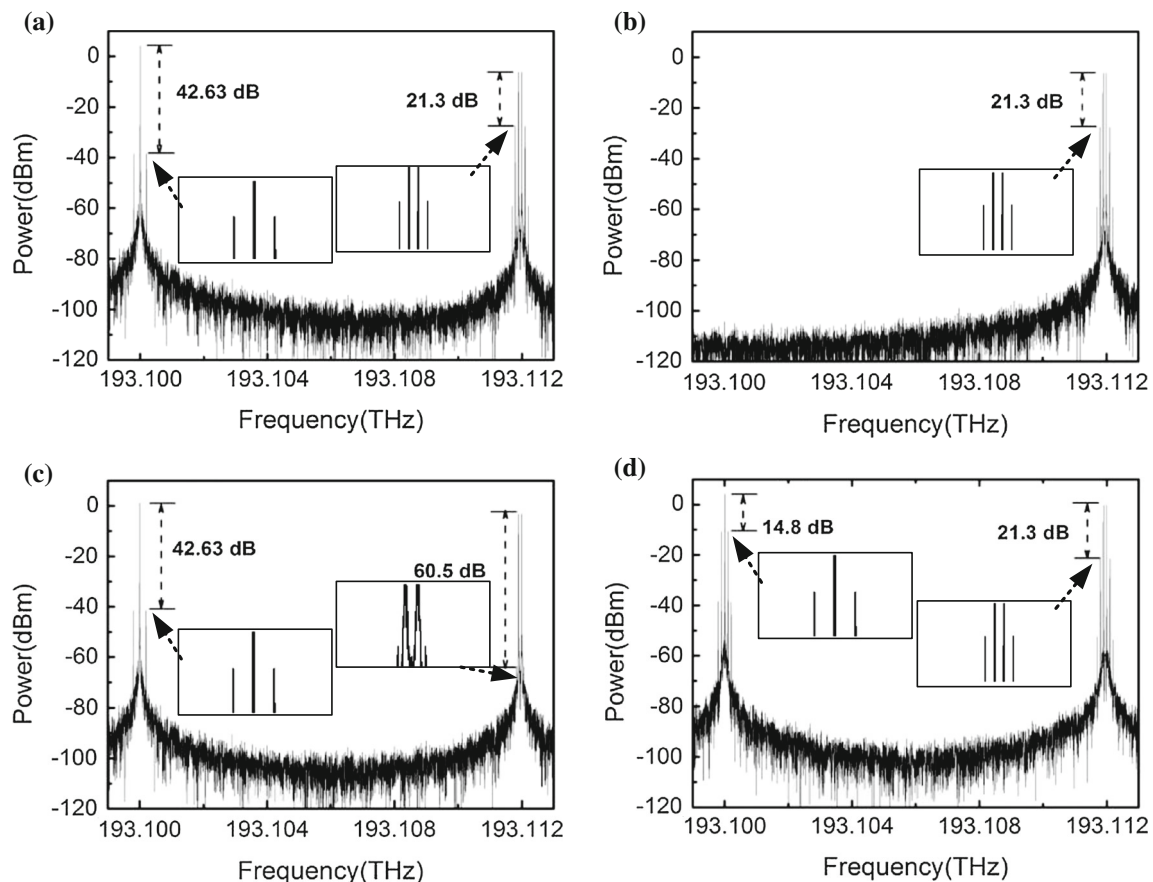 (a)
0
-20
-40
-60
-80
-100
-120
Power(dBm)
42.63 dB
21.3 dB
193.100 193.104 193.108 193.112
Frequency(THz)
(b)
0
-20
-40
-60
-80
-100
-120
Power(dBm)
21.3 dB
193.100 193.104 193.108 193.112
Frequency(THz)
(c)
0
-20
-40
-60
-80
-100
-120
Power(dBm)
42.63 dB
60.5 dB
193.100 193.104 193.108 193.112
Frequency(THz)
(d)
0
-20
-40
-60
-80
-100
-120
Power(dBm)
14.8 dB
21.3 dB
193.100 193.104 193.108 193.112
Frequency(THz)